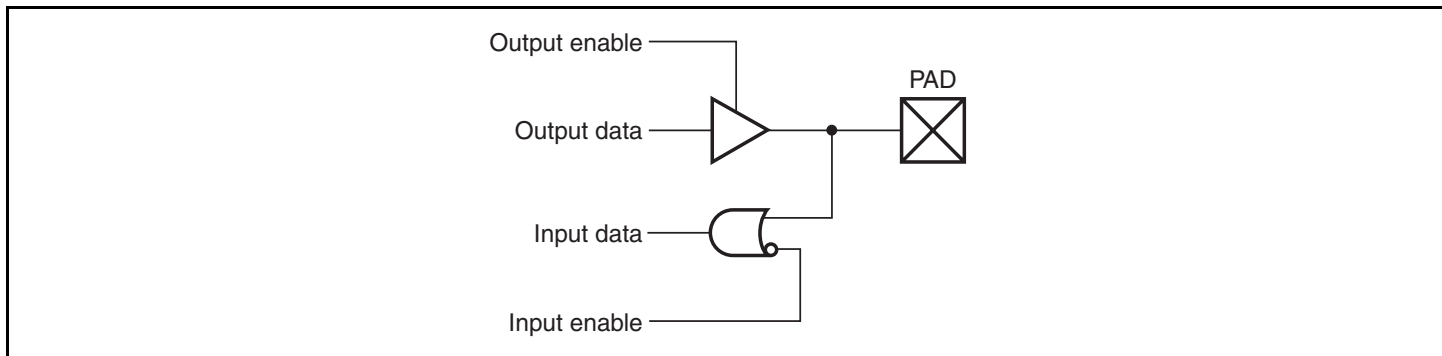 Output enable
PAD
Output data
Input data
Input enable